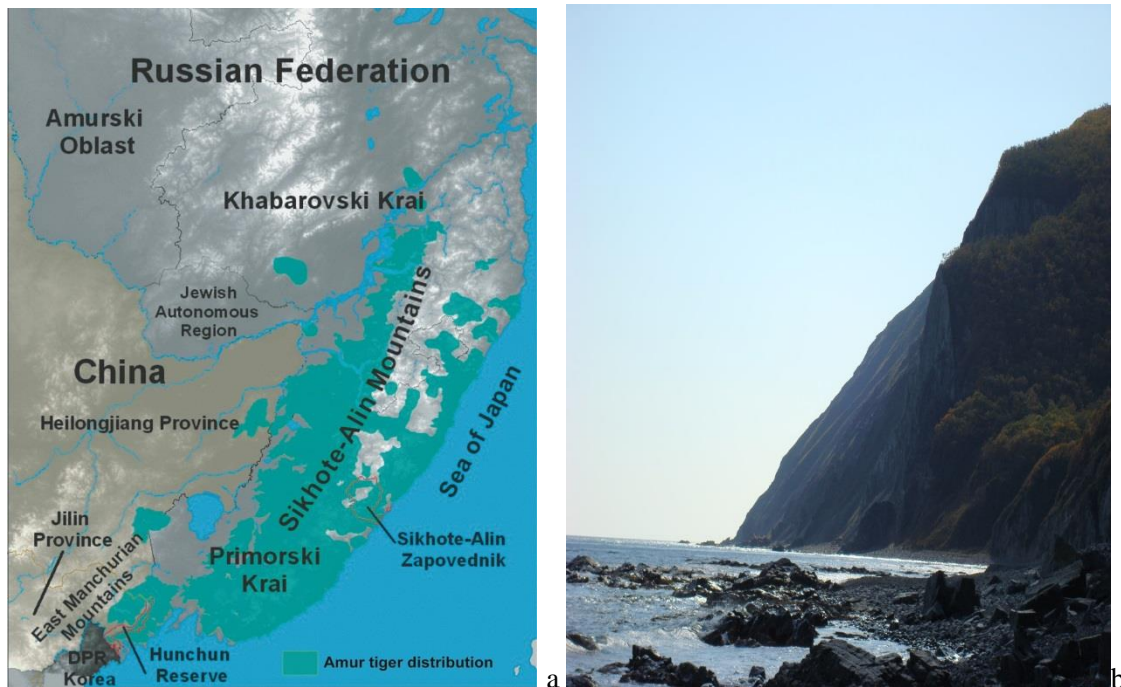 Russian Federation
Amurski
Oblast
Khabarovski Krai
Jewish
Autonomous
Region
China
Heilongjiang Province
Sikhote-Alin Mountains
Sea of Japan
Jilin
Province
East Manchurian
Mountains
Primorski
Krai
Sikhote-Alin
Zapovednik
DPR
Korea
Hunchun
Reserve
Amur tiger distribution
a
b